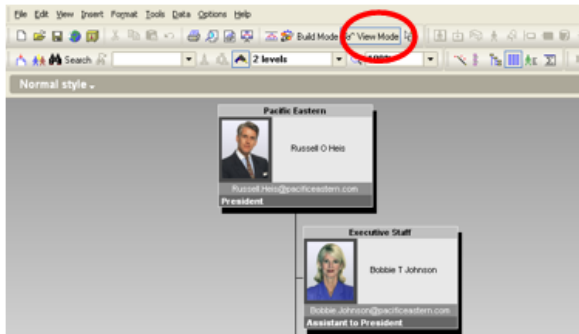 File Edit View Insert Format Tools Data Options Help
Build Mode View Mode
Search 2 levels 100%
Normal style
Pacific Eastern
Russell O Heis
Russell.Heis@pacificeastern.com
President
Executive Staff
Bobbie T Johnson
Bobbie.Johnson@pacificeastern.com
Assistant to President